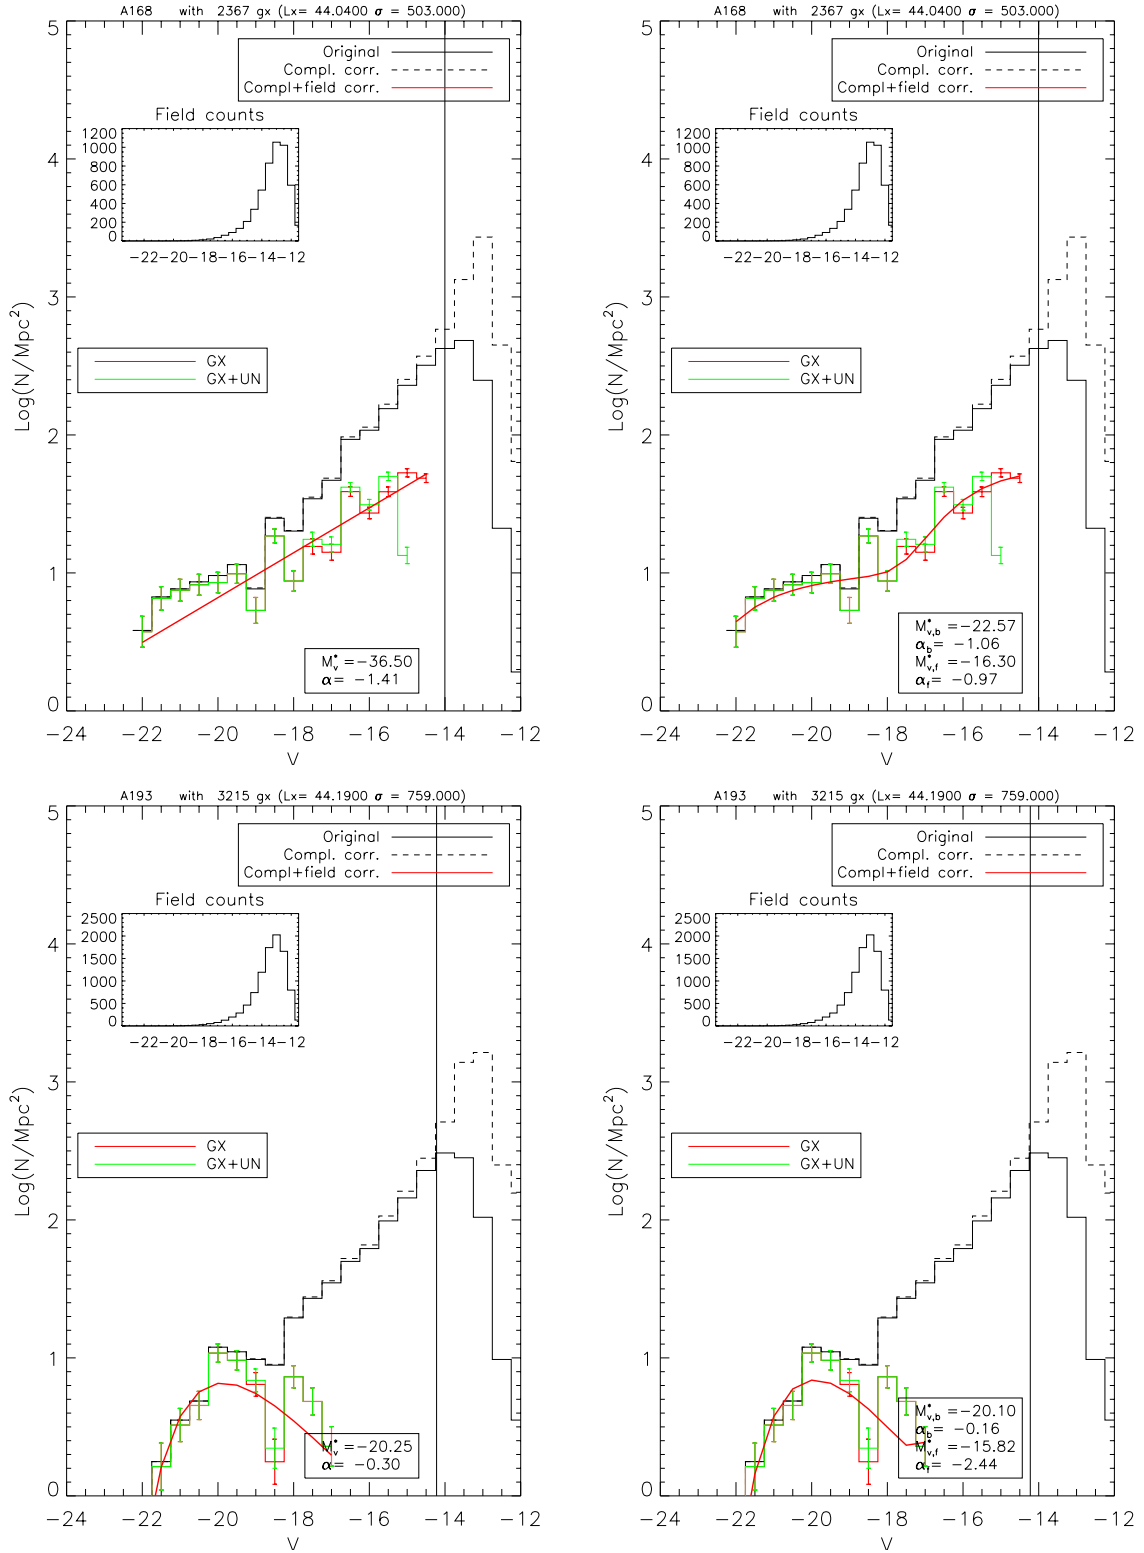 A168 with 2367 gx (Lx= 44.0400 σ = 503.000)
5
4
3
2
1
0
Log(N/Mpc²)
Original
Compl. corr.
Compl+field corr.
Field counts
1200
1000
800
600
400
200
0
-22-20-18-16-14-12
GX
GX+UN
M*v=-36.50
α= -1.41
-24 -22 -20 -18 -16 -14 -12
V
A168 with 2367 gx (Lx= 44.0400 σ = 503.000)
5
4
3
2
1
0
Log(N/Mpc²)
Original
Compl. corr.
Compl+field corr.
Field counts
1200
1000
800
600
400
200
0
-22-20-18-16-14-12
GX
GX+UN
M*v,b =-22.57
αb= -1.06
M*v,f =-16.30
αf= -0.97
-24 -22 -20 -18 -16 -14 -12
V
A193 with 3215 gx (Lx= 44.1900 σ = 759.000)
5
4
3
2
1
0
Log(N/Mpc²)
Original
Compl. corr.
Compl+field corr.
Field counts
2500
2000
1500
1000
500
0
-22-20-18-16-14-12
GX
GX+UN
M*v=-20.25
α= -0.30
-24 -22 -20 -18 -16 -14 -12
V
A193 with 3215 gx (Lx= 44.1900 σ = 759.000)
5
4
3
2
1
0
Log(N/Mpc²)
Original
Compl. corr.
Compl+field corr.
Field counts
2500
2000
1500
1000
500
0
-22-20-18-16-14-12
GX
GX+UN
M*v,b =-20.10
αb= -0.16
M*v,f =-15.82
αf= -2.44
-24 -22 -20 -18 -16 -14 -12
V